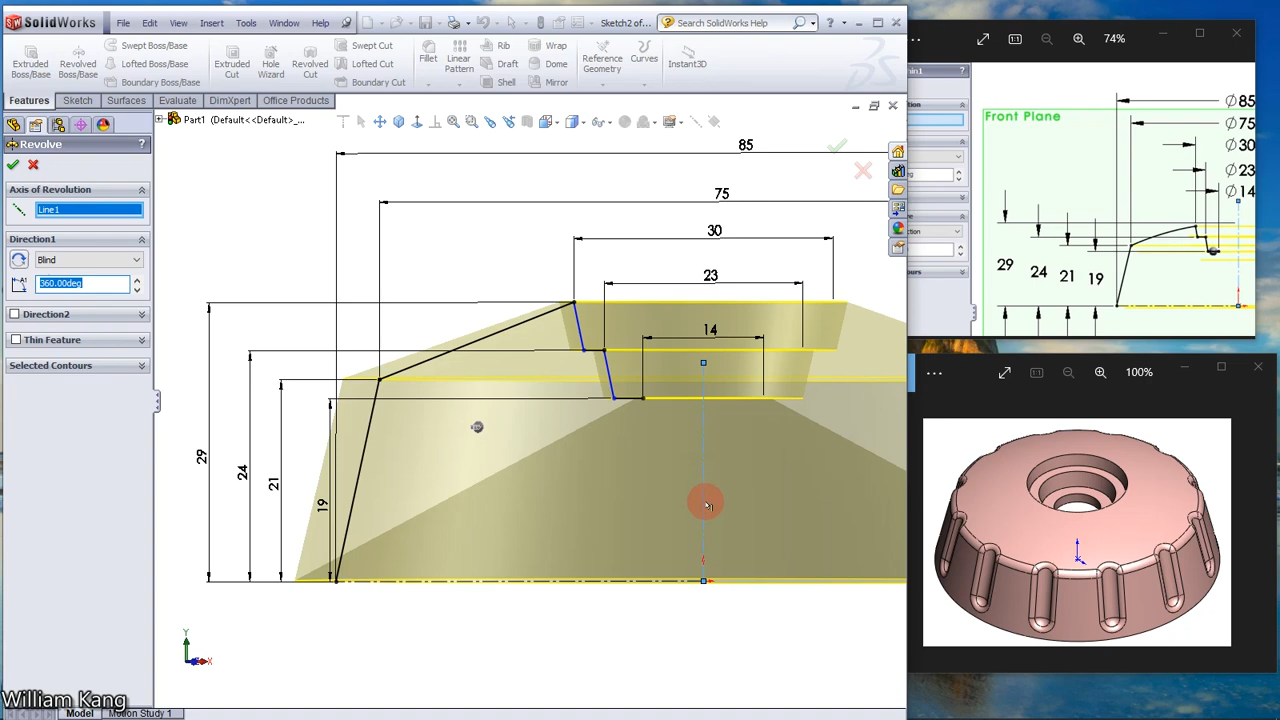 SolidWorks
File Edit View Insert Tools Window Help
Sketch2 of...
Search SolidWorks Help
Extruded Boss/Base
Revolved Boss/Base
Swept Boss/Base
Lofted Boss/Base
Boundary Boss/Base
Extruded Cut
Hole Wizard
Revolved Cut
Swept Cut
Lofted Cut
Boundary Cut
Fillet
Linear Pattern
Rib
Draft
Shell
Wrap
Dome
Mirror
Reference Geometry
Curves
Instant3D
Features Sketch Surfaces Evaluate DimXpert Office Products
Part1 (Default<<Default>_...
Revolve ?
Axis of Revolution
Line1
Direction1
Blind
360.00deg
Direction2
Thin Feature
Selected Contours
85
75
30
23
14
29
24
21
19
Y
X
William Kang
Model Motion Study 1
74%
Front Plane
Ø85
Ø75
Ø30
Ø23
Ø14
29 24 21 19
100%